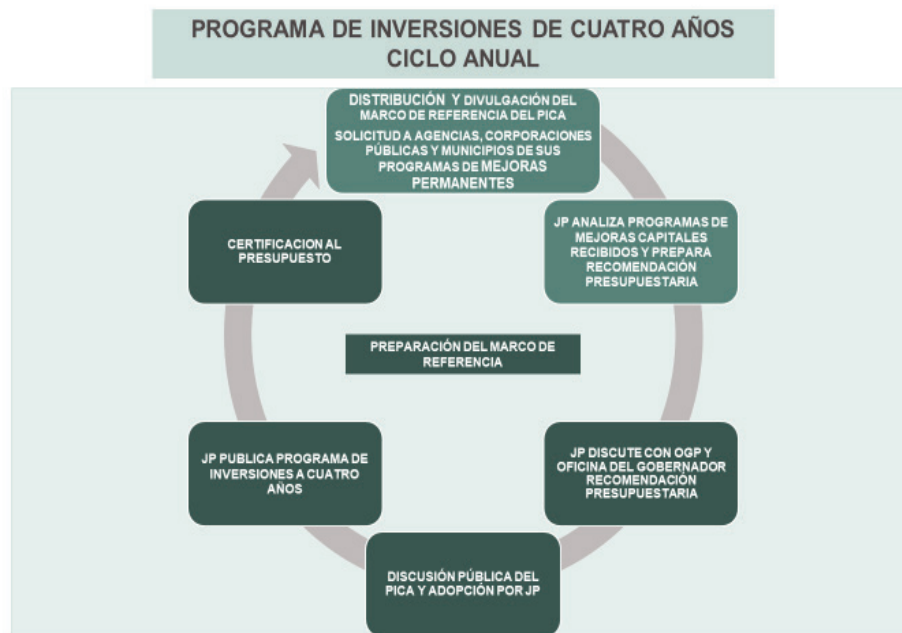 PROGRAMA DE INVERSIONES DE CUATRO AÑOS
CICLO ANUAL
DISTRIBUCIÓN Y DIVULGACIÓN DEL
MARCO DE REFERENCIA DEL PICA
SOLICITUD A AGENCIAS, CORPORACIONES
PÚBLICAS Y MUNICIPIOS DE SUS
PROGRAMAS DE MEJORAS
PERMANENTES
JP ANALIZA PROGRAMAS DE
MEJORAS CAPITALES
RECIBIDOS Y PREPARA
RECOMENDACIÓN
PRESUPUESTARIA
JP DISCUTE CON OGP Y
OFICINA DEL GOBERNADOR
RECOMENDACIÓN
PRESUPUESTARIA
DISCUSIÓN PÚBLICA DEL
PICA Y ADOPCIÓN POR JP
JP PUBLICA PROGRAMA DE
INVERSIONES A CUATRO
AÑOS
CERTIFICACION AL
PRESUPUESTO
PREPARACIÓN DEL MARCO DE
REFERENCIA